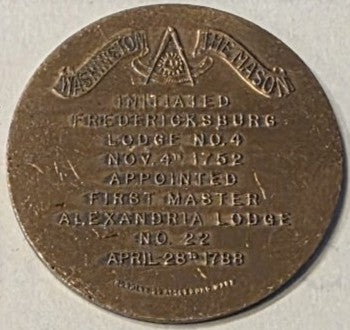 WASHINGTON THE MASON
INITIATED
FREDERICKSBURG
LODGE NO. 4
NOV. 4TH 1752
APPOINTED
FIRST MASTER
ALEXANDRIA LODGE
NO. 22
APRIL 28TH 1788